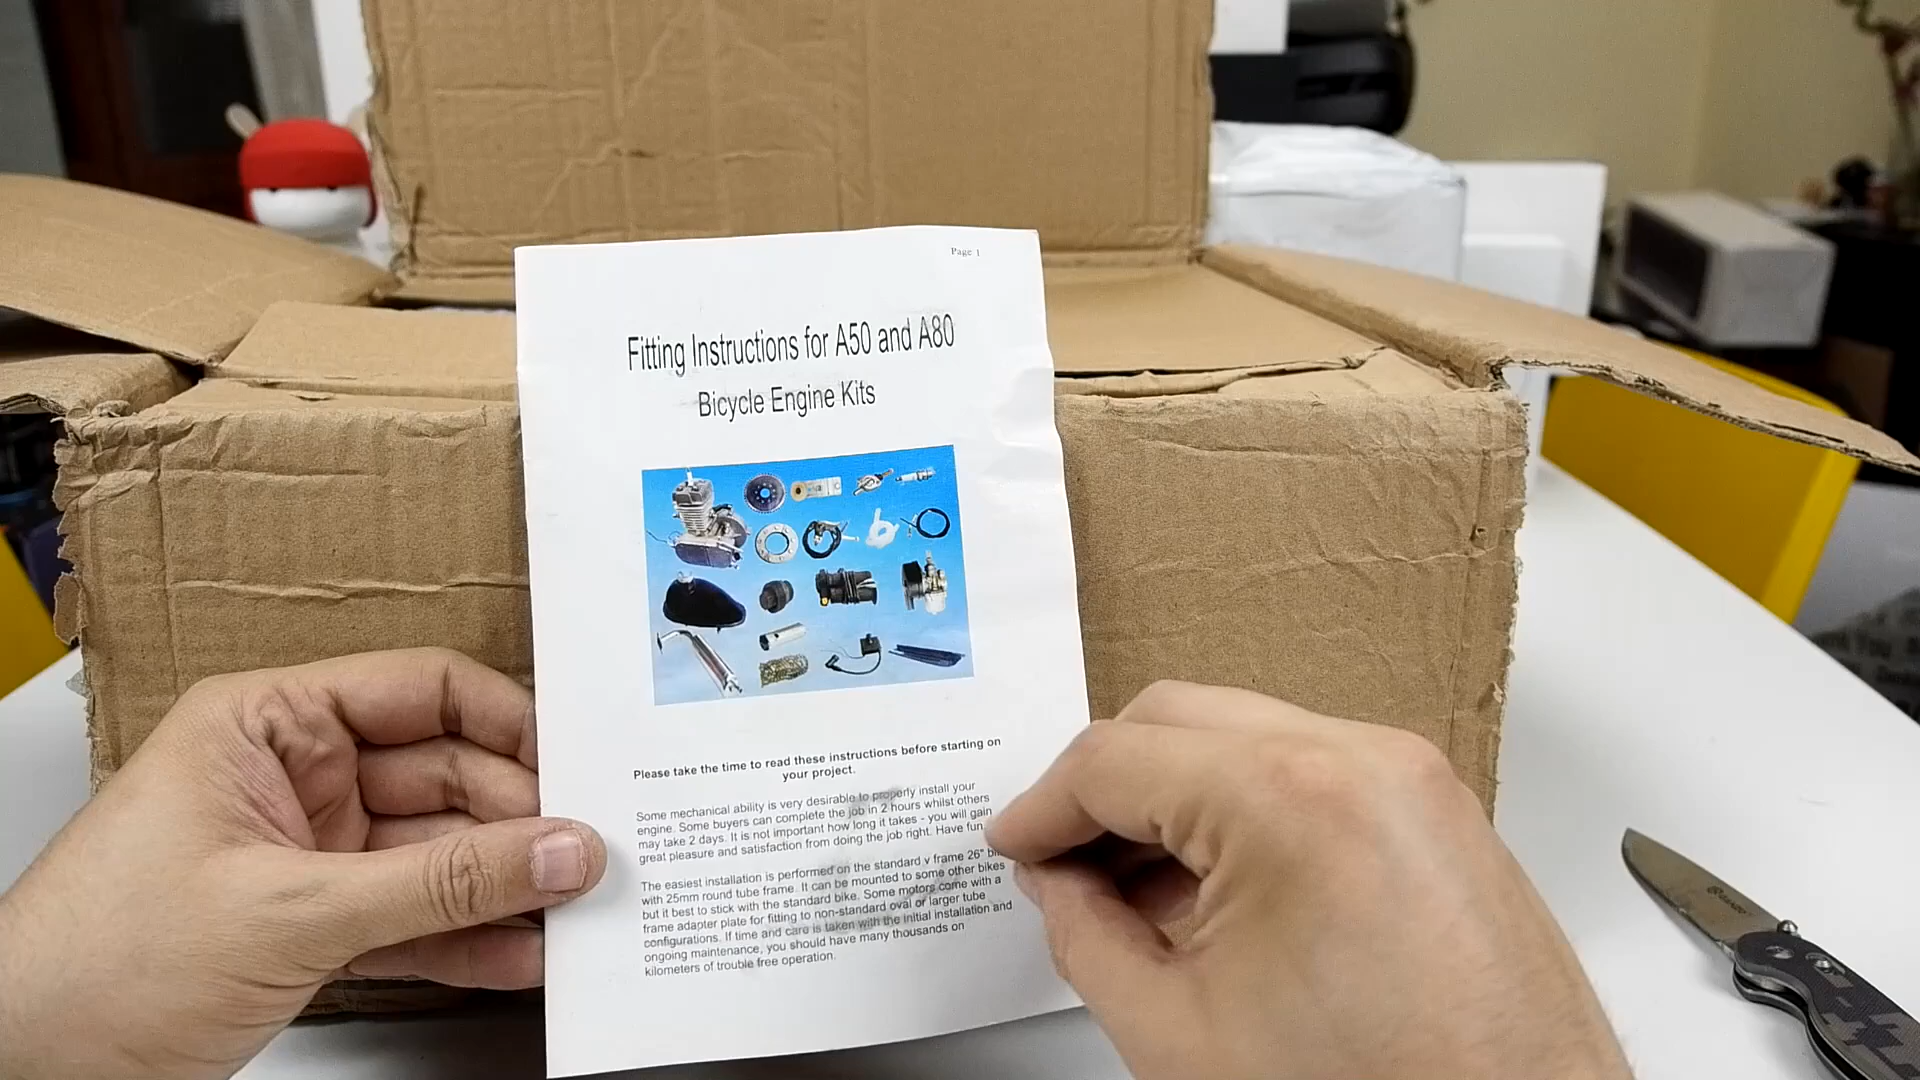 Page 1
Fitting Instructions for A50 and A80
Bicycle Engine Kits
Please take the time to read these instructions before starting on
your project.
Some mechanical ability is very desirable to properly install your
engine. Some buyers can complete the job in 2 hours whilst others
may take 2 days. It is not important how long it takes - you will gain
great pleasure and satisfaction from doing the job right. Have fun.
The easiest installation is performed on the standard v frame 26"
with 25mm round tube frame. It can be mounted to some other bikes
but it best to stick with the standard bike. Some motors come with a
frame adapter plate for fitting to non-standard oval or larger tube
configurations. If time and care is taken with the initial installation and
ongoing maintenance, you should have many thousands on
kilometers of trouble free operation.